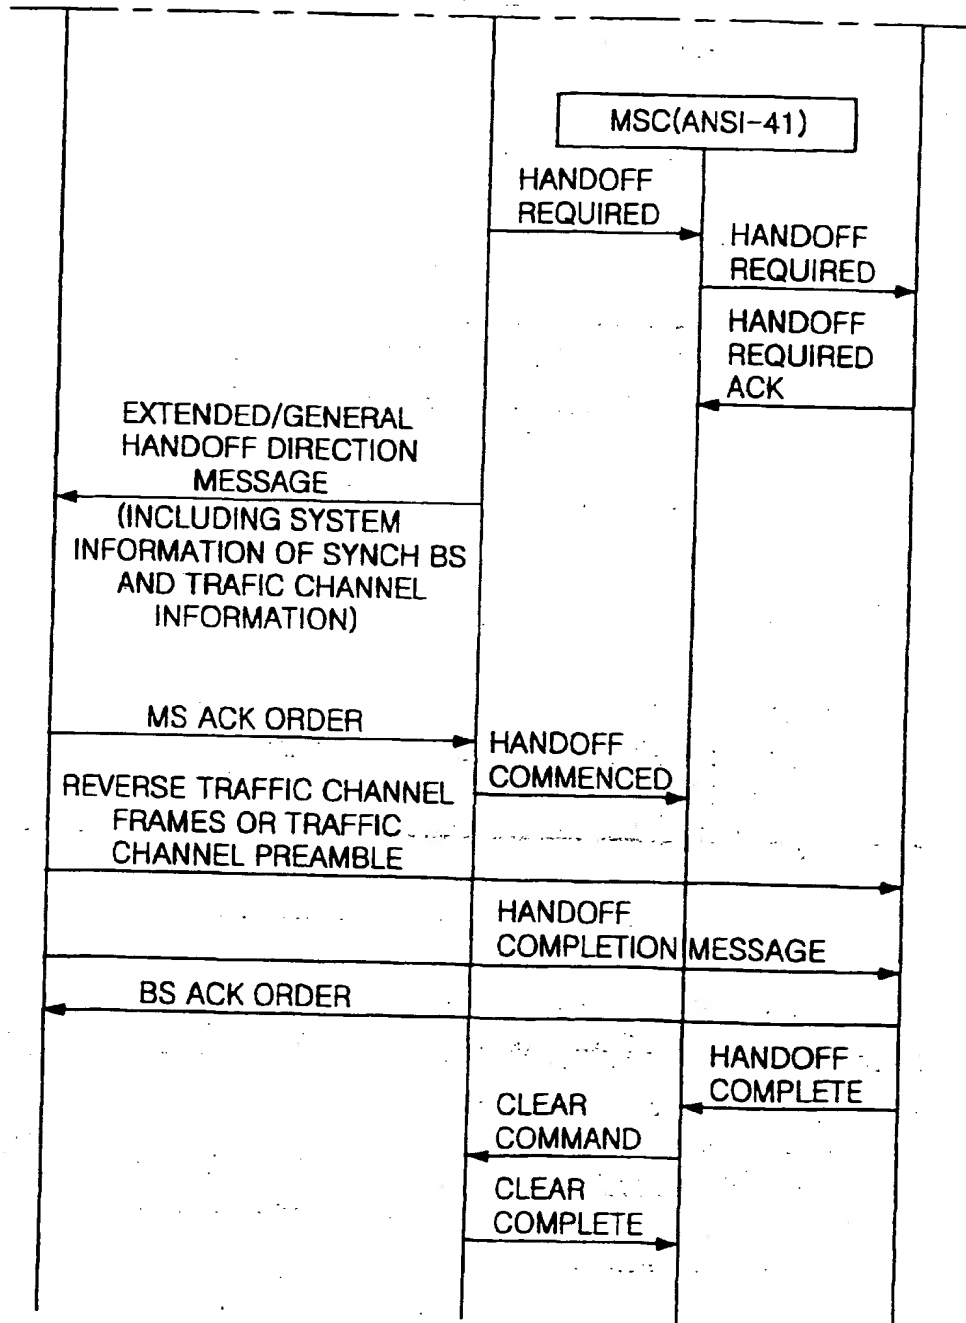 MSC(ANSI-41)
HANDOFF
REQUIRED
HANDOFF
REQUIRED
HANDOFF
REQUIRED
ACK
EXTENDED/GENERAL
HANDOFF DIRECTION
MESSAGE
(INCLUDING SYSTEM
INFORMATION OF SYNCH BS
AND TRAFIC CHANNEL
INFORMATION)
MS ACK ORDER
HANDOFF
COMMENCED
REVERSE TRAFFIC CHANNEL
FRAMES OR TRAFFIC
CHANNEL PREAMBLE
HANDOFF
COMPLETION MESSAGE
BS ACK ORDER
HANDOFF
COMPLETE
CLEAR
COMMAND
CLEAR
COMPLETE